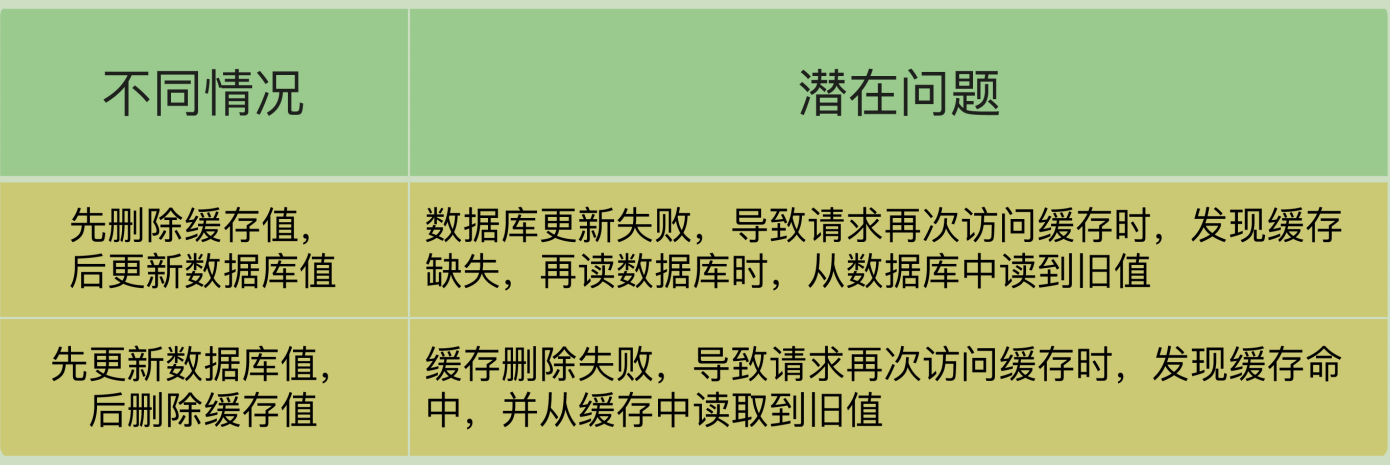 不同情况
潜在问题
先删除缓存值，
后更新数据库值
数据库更新失败，导致请求再次访问缓存时，发现缓存
缺失，再读数据库时，从数据库中读到旧值
先更新数据库值，
后删除缓存值
缓存删除失败，导致请求再次访问缓存时，发现缓存命
中，并从缓存中读取到旧值